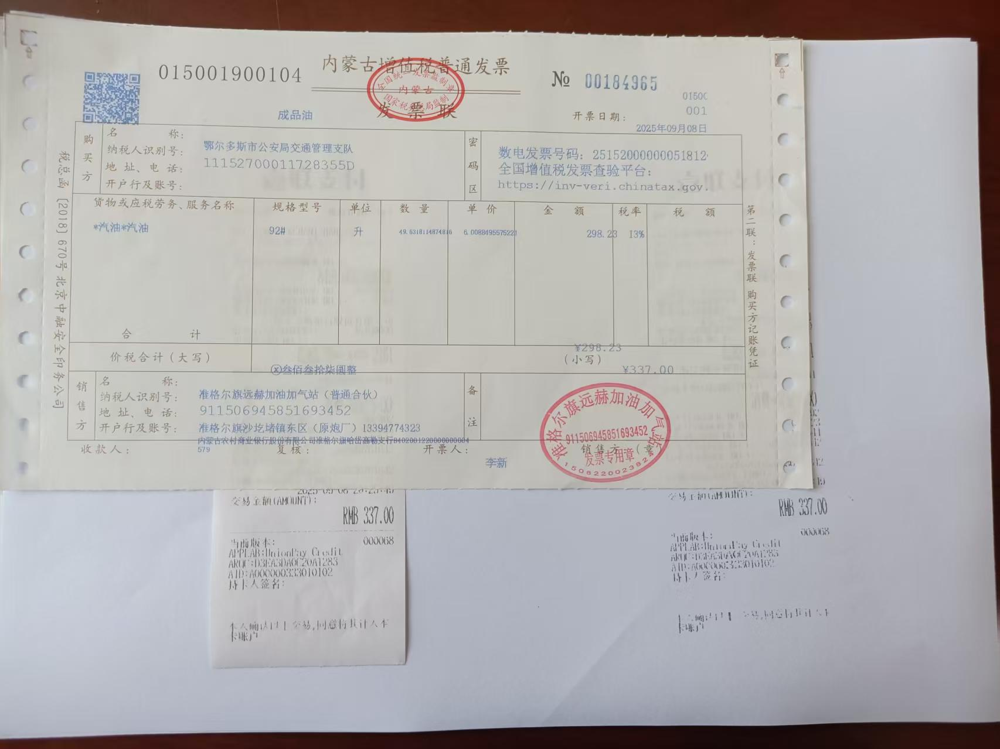 015001900104
内蒙古增值税普通发票
发票联
全国统一发票监制章
内蒙古
国家税务总局监制
№ 00184965
0150
001
成品油
开票日期:
2025年09月08日
购买方
名 称:
鄂尔多斯市公安局交通管理支队
纳税人识别号:
11152700011728355D
地 址、电 话:
开户行及账号:
密码区
数电发票号码: 25152000000051812
全国增值税发票查验平台:
https://inv-veri.chinatax.gov.
货物或应税劳务、服务名称 规格型号 单位 数 量 单 价 金 额 税率 税 额
*汽油*汽油 92# 升 49.6318114874816 6.0088495575221 298.23 13%
合 计
¥298.23
价税合计(大写)
ⓧ叁佰叁拾柒圆整
(小写)
¥337.00
销售方
名 称:
准格尔旗远赫加油加气站(普通合伙)
纳税人识别号:
911506945851693452
地 址、电 话:
准格尔旗沙圪堵镇东区(原炮厂)13394774323
开户行及账号:
内蒙古农村商业银行股份有限公司准格尔旗哈岱高勒支行8402001220000000004
579
备注
收款人:
复核:
开票人:
李新
销售方:(章)
准格尔旗远赫加油加气站
911506945851693452
发票专用章
税总函〔2018〕670号北京中融安全印务公司
第二联:发票联 购买方记账凭证
交易金额(AMOUNT):
RMB 337.00
当前版本: 000068
APPLAB:UnionPay Credit
ARQC:D3EA3DA0C20A1283
AID:A000000333010102
持卡人签名:
本人确认以上交易,同意将其计入本
卡账户
交易金额(AMOUNT):
RMB 337.00
当前版本: 000068
APPLAB:UnionPay Credit
ARQC:D3EA3DA0C20A1283
AID:A000000333010102
持卡人签名:
本人确认以上交易,同意将其计入本
卡账户